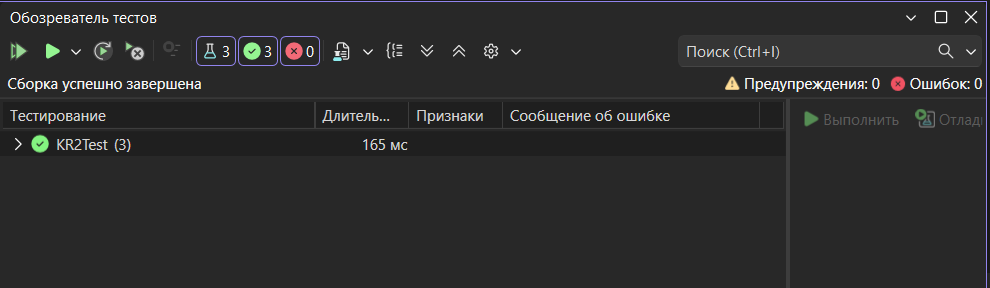 Обозреватель тестов
3 3 0 Поиск (Ctrl+I)
Сборка успешно завершена Предупреждения: 0 Ошибок: 0
Тестирование Длитель... Признаки Сообщение об ошибке
Выполнить Отлад
KR2Test (3) 165 мс